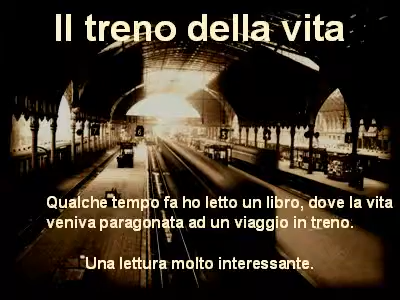 Il treno della vita
Qualche tempo fa ho letto un libro, dove la vita
veniva paragonata ad un viaggio in treno.
Una lettura molto interessante.